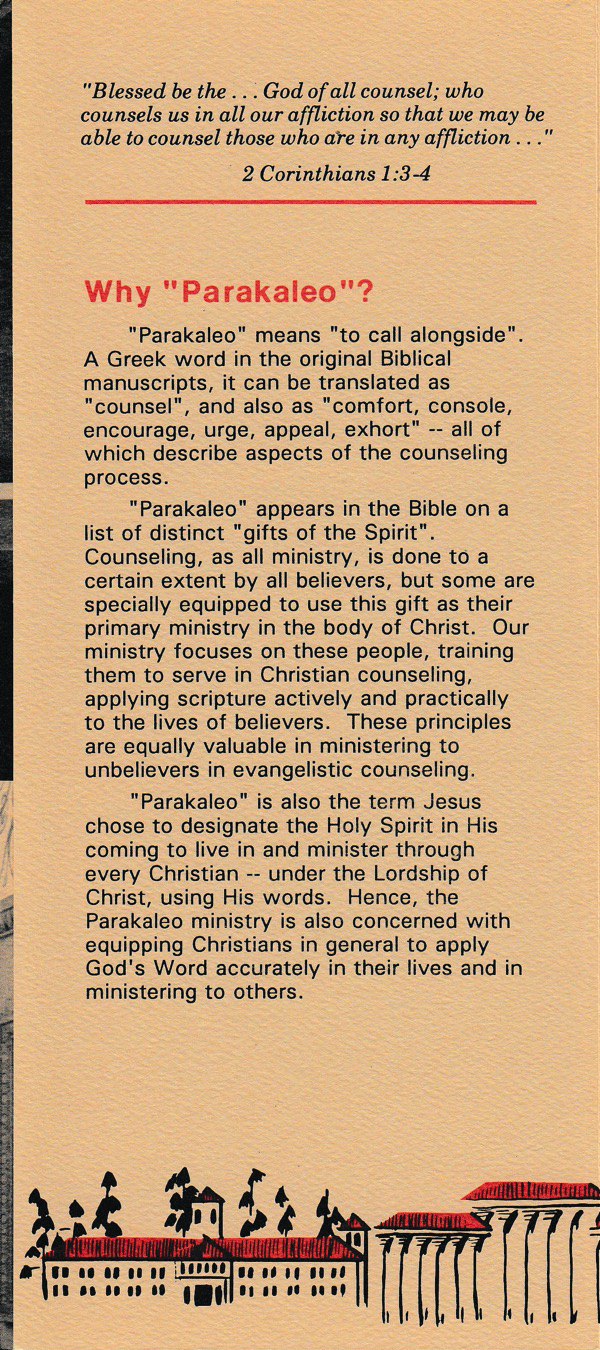 "Blessed be the . . . God of all counsel; who
counsels us in all our affliction so that we may be
able to counsel those who are in any affliction . . ."
2 Corinthians 1:3-4
Why "Parakaleo"?
"Parakaleo" means "to call alongside".
A Greek word in the original Biblical
manuscripts, it can be translated as
"counsel", and also as "comfort, console,
encourage, urge, appeal, exhort" -- all of
which describe aspects of the counseling
process.
"Parakaleo" appears in the Bible on a
list of distinct "gifts of the Spirit".
Counseling, as all ministry, is done to a
certain extent by all believers, but some are
specially equipped to use this gift as their
primary ministry in the body of Christ. Our
ministry focuses on these people, training
them to serve in Christian counseling,
applying scripture actively and practically
to the lives of believers. These principles
are equally valuable in ministering to
unbelievers in evangelistic counseling.
"Parakaleo" is also the term Jesus
chose to designate the Holy Spirit in His
coming to live in and minister through
every Christian -- under the Lordship of
Christ, using His words. Hence, the
Parakaleo ministry is also concerned with
equipping Christians in general to apply
God's Word accurately in their lives and in
ministering to others.